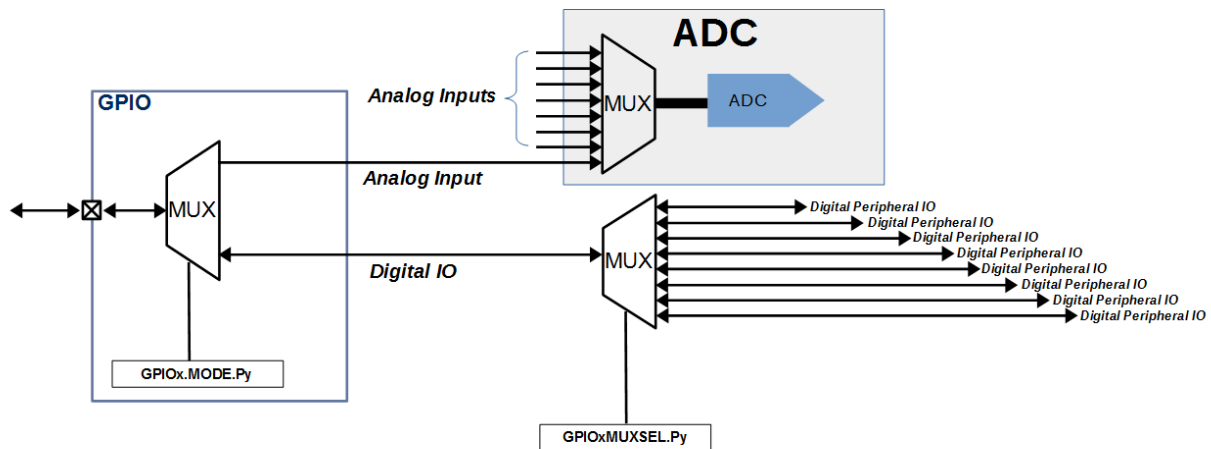 ADC
GPIO
Analog Inputs
MUX
ADC
MUX
Analog Input
Digital IO
MUX
Digital Peripheral IO
Digital Peripheral IO
Digital Peripheral IO
Digital Peripheral IO
Digital Peripheral IO
Digital Peripheral IO
Digital Peripheral IO
Digital Peripheral IO
GPIOx.MODE.Py
GPIOxMUXSEL.Py